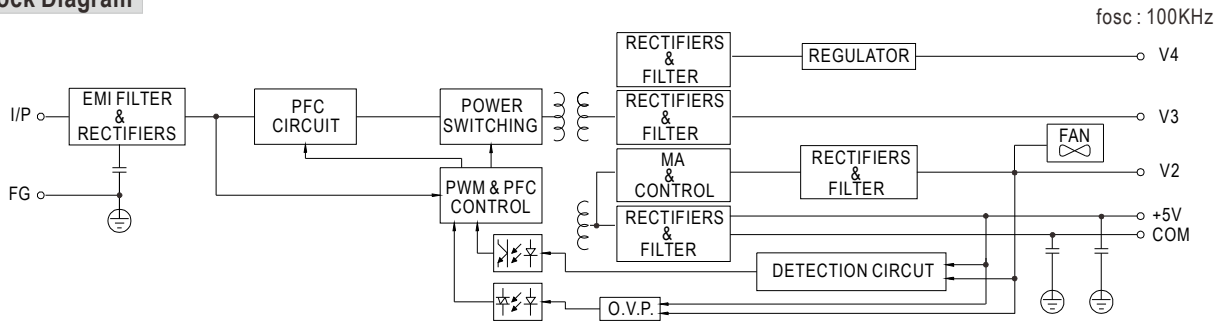 ock Diagram
fosc : 100KHz
RECTIFIERS
&
FILTER
REGULATOR
V4
I/P
EMI FILTER
&
RECTIFIERS
PFC
CIRCUIT
POWER
SWITCHING
RECTIFIERS
&
FILTER
V3
FAN
MA
&
CONTROL
RECTIFIERS
&
FILTER
V2
FG
PWM & PFC
CONTROL
RECTIFIERS
&
FILTER
+5V
COM
DETECTION CIRCUT
O.V.P.